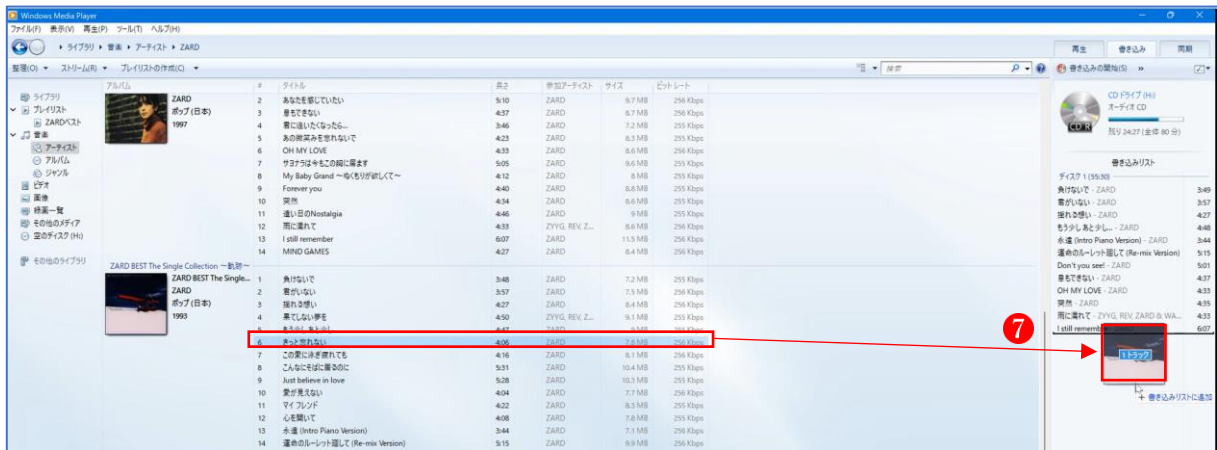 Windows Media Player
ファイル(F) 表示(V) 再生(P) ツール(T) ヘルプ(H)
ライブラリ ▸ 音楽 ▸ アーティスト ▸ ZARD
再生 書き込み 同期
整理(O) ストリーム(R) プレイリストの作成(C) 検索 書き込みの開始(S) »
アルバム # タイトル 長さ 参加アーティスト サイズ ビットレート
ライブラリ
プレイリスト
ZARDベスト
音楽
アーティスト
アルバム
ジャンル
ビデオ
画像
録画一覧
その他のメディア
空のディスク (H:)
その他のライブラリ
ZARD
ポップ (日本)
1997
2 あなたを感じていたい 5:10 ZARD 9.7 MB 256 Kbps
3 息もできない 4:37 ZARD 8.7 MB 256 Kbps
4 君に逢いたくなったら... 3:46 ZARD 7.2 MB 255 Kbps
5 あの微笑みを忘れないで 4:23 ZARD 8.3 MB 255 Kbps
6 OH MY LOVE 4:33 ZARD 8.6 MB 256 Kbps
7 サヨナラは今もこの胸に居ます 5:05 ZARD 9.6 MB 255 Kbps
8 My Baby Grand ～ぬくもりが欲しくて～ 4:12 ZARD 8 MB 255 Kbps
9 Forever you 4:40 ZARD 8.8 MB 255 Kbps
10 突然 4:34 ZARD 8.6 MB 256 Kbps
11 遠い日のNostalgia 4:46 ZARD 9 MB 255 Kbps
12 雨に濡れて 4:33 ZYYG, REV, Z... 8.6 MB 256 Kbps
13 I still remember 6:07 ZARD 11.5 MB 256 Kbps
14 MIND GAMES 4:27 ZARD 8.4 MB 256 Kbps
ZARD BEST The Single Collection ～軌跡～
ZARD BEST The Single...
ZARD
ポップ (日本)
1993
1 負けないで 3:48 ZARD 7.2 MB 255 Kbps
2 君がいない 3:57 ZARD 7.5 MB 255 Kbps
3 揺れる想い 4:27 ZARD 8.4 MB 256 Kbps
4 果てしない夢を 4:50 ZYYG, REV, Z... 9.1 MB 255 Kbps
5 もう少し あと少し 4:47 ZARD 9 MB 255 Kbps
6 きっと忘れない 4:06 ZARD 7.8 MB 256 Kbps
7 この愛に泳ぎ疲れても 4:16 ZARD 8.1 MB 255 Kbps
8 こんなにそばに居るのに 5:31 ZARD 10.4 MB 255 Kbps
9 Just believe in love 5:28 ZARD 10.3 MB 255 Kbps
10 愛が見えない 4:04 ZARD 7.7 MB 256 Kbps
11 マイ フレンド 4:22 ZARD 8.3 MB 255 Kbps
12 心を開いて 4:08 ZARD 7.8 MB 255 Kbps
13 永遠 (Intro Piano Version) 3:44 ZARD 7.1 MB 256 Kbps
14 運命のルーレット廻して (Re-mix Version) 5:15 ZARD 9.9 MB 256 Kbps
CD ドライブ (H:)
オーディオ CD
CD R
残り 24:27 (全体 80 分)
書き込みリスト
ディスク 1 (55:30)
負けないで - ZARD 3:49
君がいない - ZARD 3:57
揺れる想い - ZARD 4:27
もう少し あと少し... - ZARD 4:48
永遠 (Intro Piano Version) - ZARD 3:44
運命のルーレット廻して (Re-mix Version) 5:15
Don't you see! - ZARD 5:01
息もできない - ZARD 4:37
OH MY LOVE - ZARD 4:33
突然 - ZARD 4:35
雨に濡れて - ZYYG, REV, ZARD & WA... 4:33
I still remember 6:07
7
1 トラック
+ 書き込みリストに追加